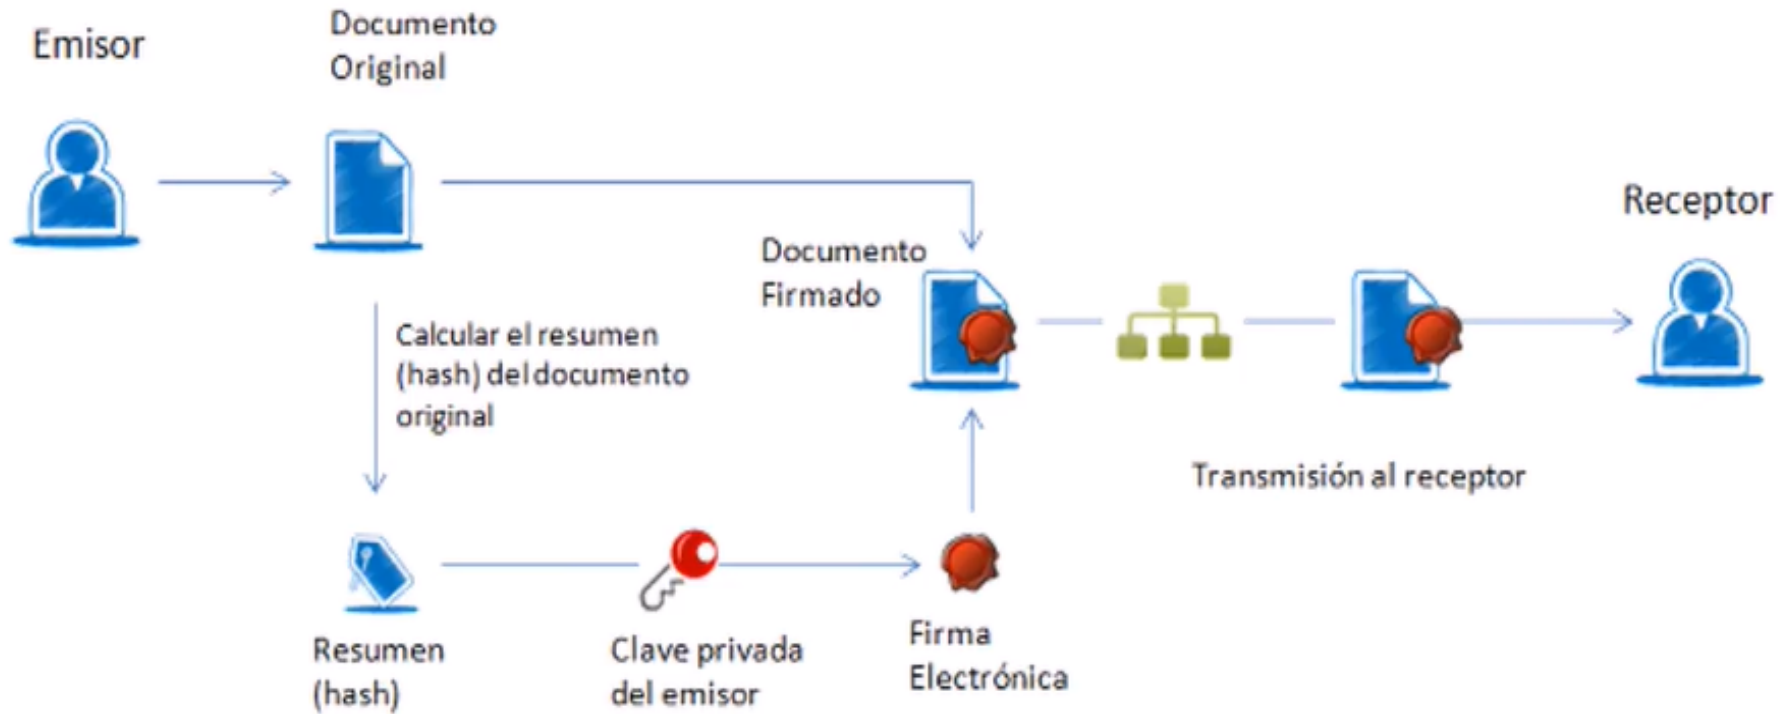 Emisor
Documento
Original
Receptor
Documento
Firmado
Calcular el resumen
(hash) del documento
original
Transmisión al receptor
Resumen
(hash)
Clave privada
del emisor
Firma
Electrónica